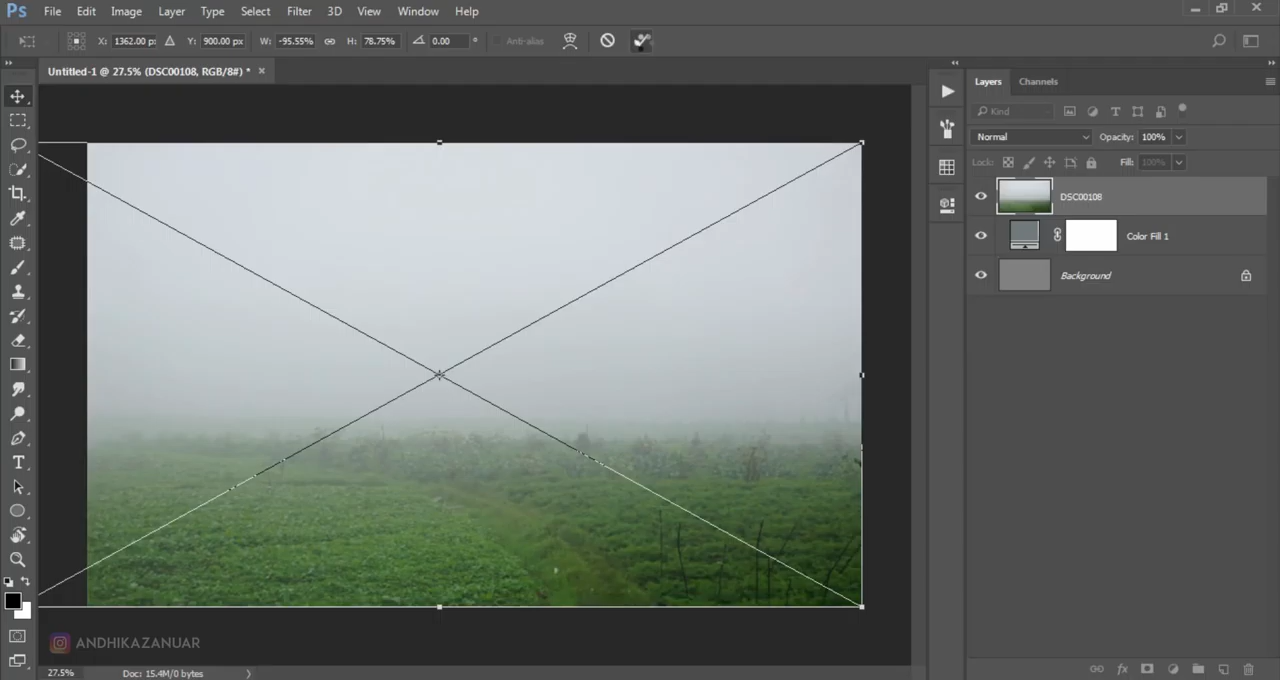 Ps File Edit Image Layer Type Select Filter 3D View Window Help
X: 1362.00 px Y: 900.00 px W: -95.55% H: 78.75% 0.00 ° Anti-alias
Untitled-1 @ 27.5% (DSC00108, RGB/8#) * ×
Layers Channels
Kind
Normal Opacity: 100%
Lock: Fill: 100%
DSC00108
Color Fill 1
Background
ANDHIKAZANUAR
27.5% Doc: 15.4M/0 bytes